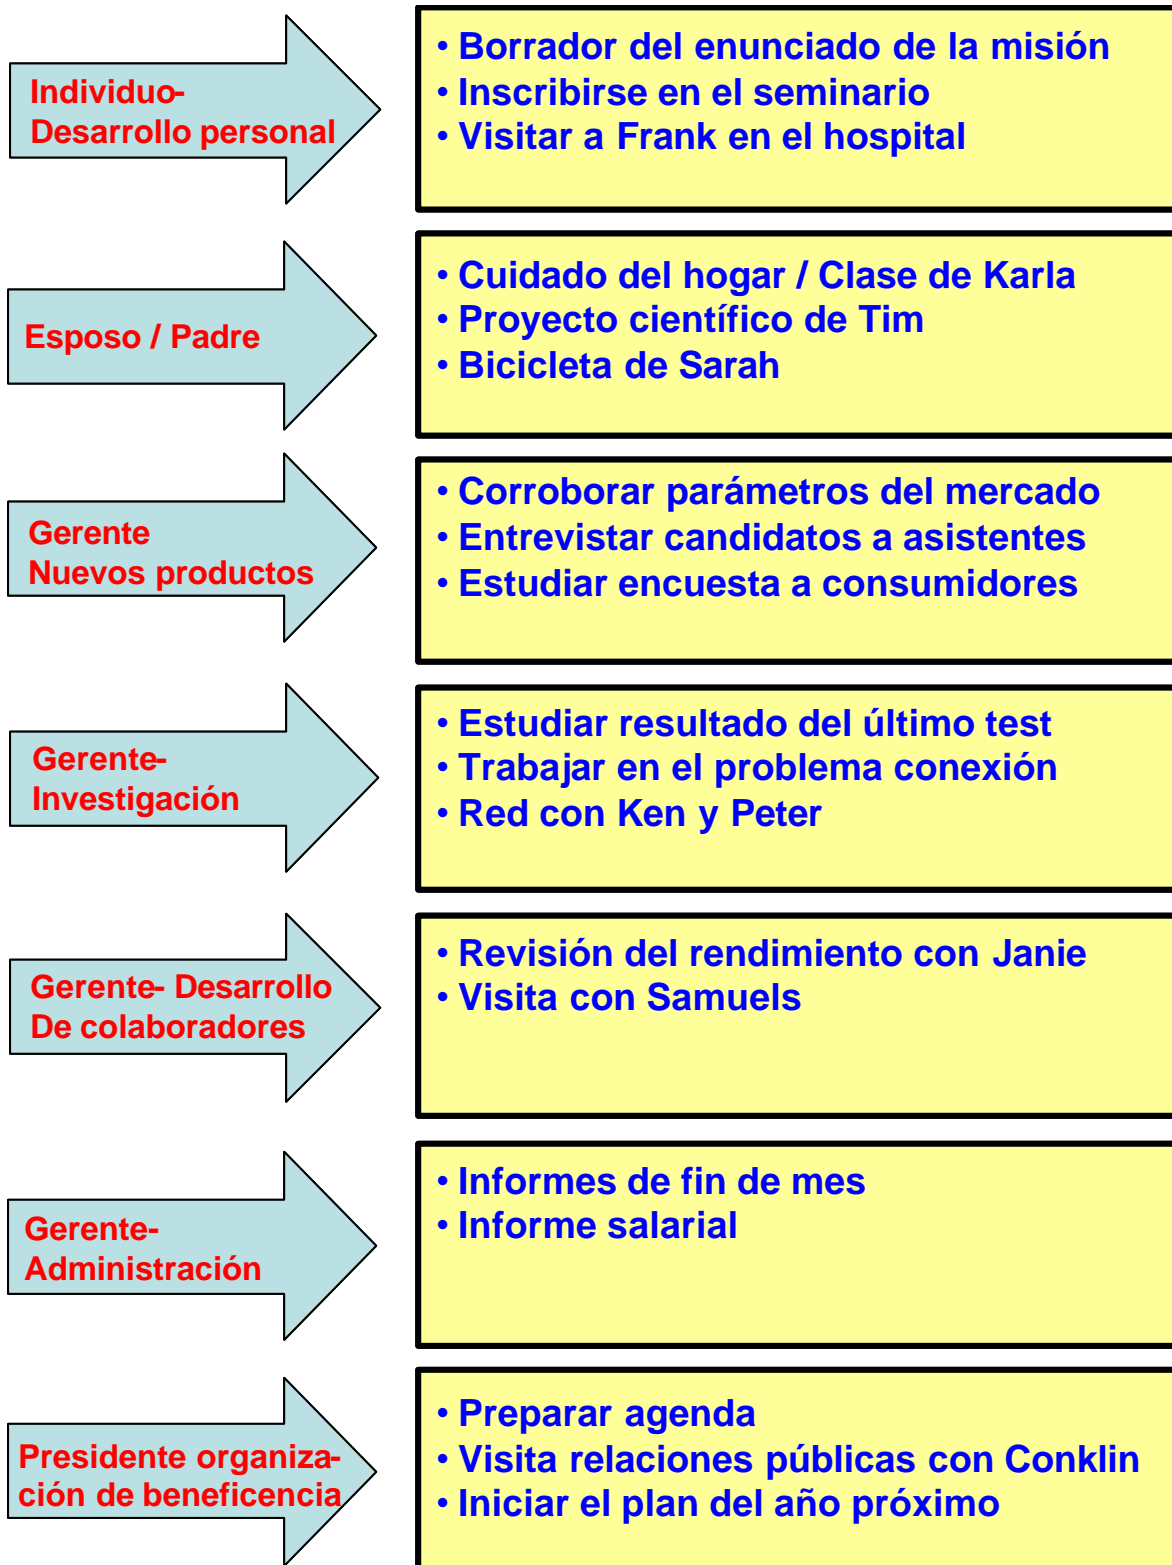 Individuo-
Desarrollo personal
• Borrador del enunciado de la misión
• Inscribirse en el seminario
• Visitar a Frank en el hospital
Esposo / Padre
• Cuidado del hogar / Clase de Karla
• Proyecto científico de Tim
• Bicicleta de Sarah
Gerente
Nuevos productos
• Corroborar parámetros del mercado
• Entrevistar candidatos a asistentes
• Estudiar encuesta a consumidores
Gerente-
Investigación
• Estudiar resultado del último test
• Trabajar en el problema conexión
• Red con Ken y Peter
Gerente- Desarrollo
De colaboradores
• Revisión del rendimiento con Janie
• Visita con Samuels
Gerente-
Administración
• Informes de fin de mes
• Informe salarial
Presidente organiza-
ción de beneficencia
• Preparar agenda
• Visita relaciones públicas con Conklin
• Iniciar el plan del año próximo